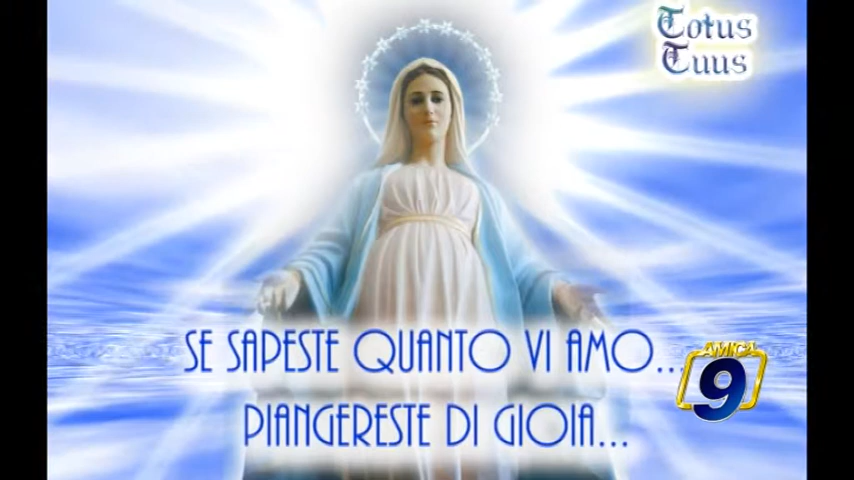 Totus
Tuus
SE SAPESTE QUANTO VI AMO...
AMICA
9
PIANGERESTE DI GIOIA...